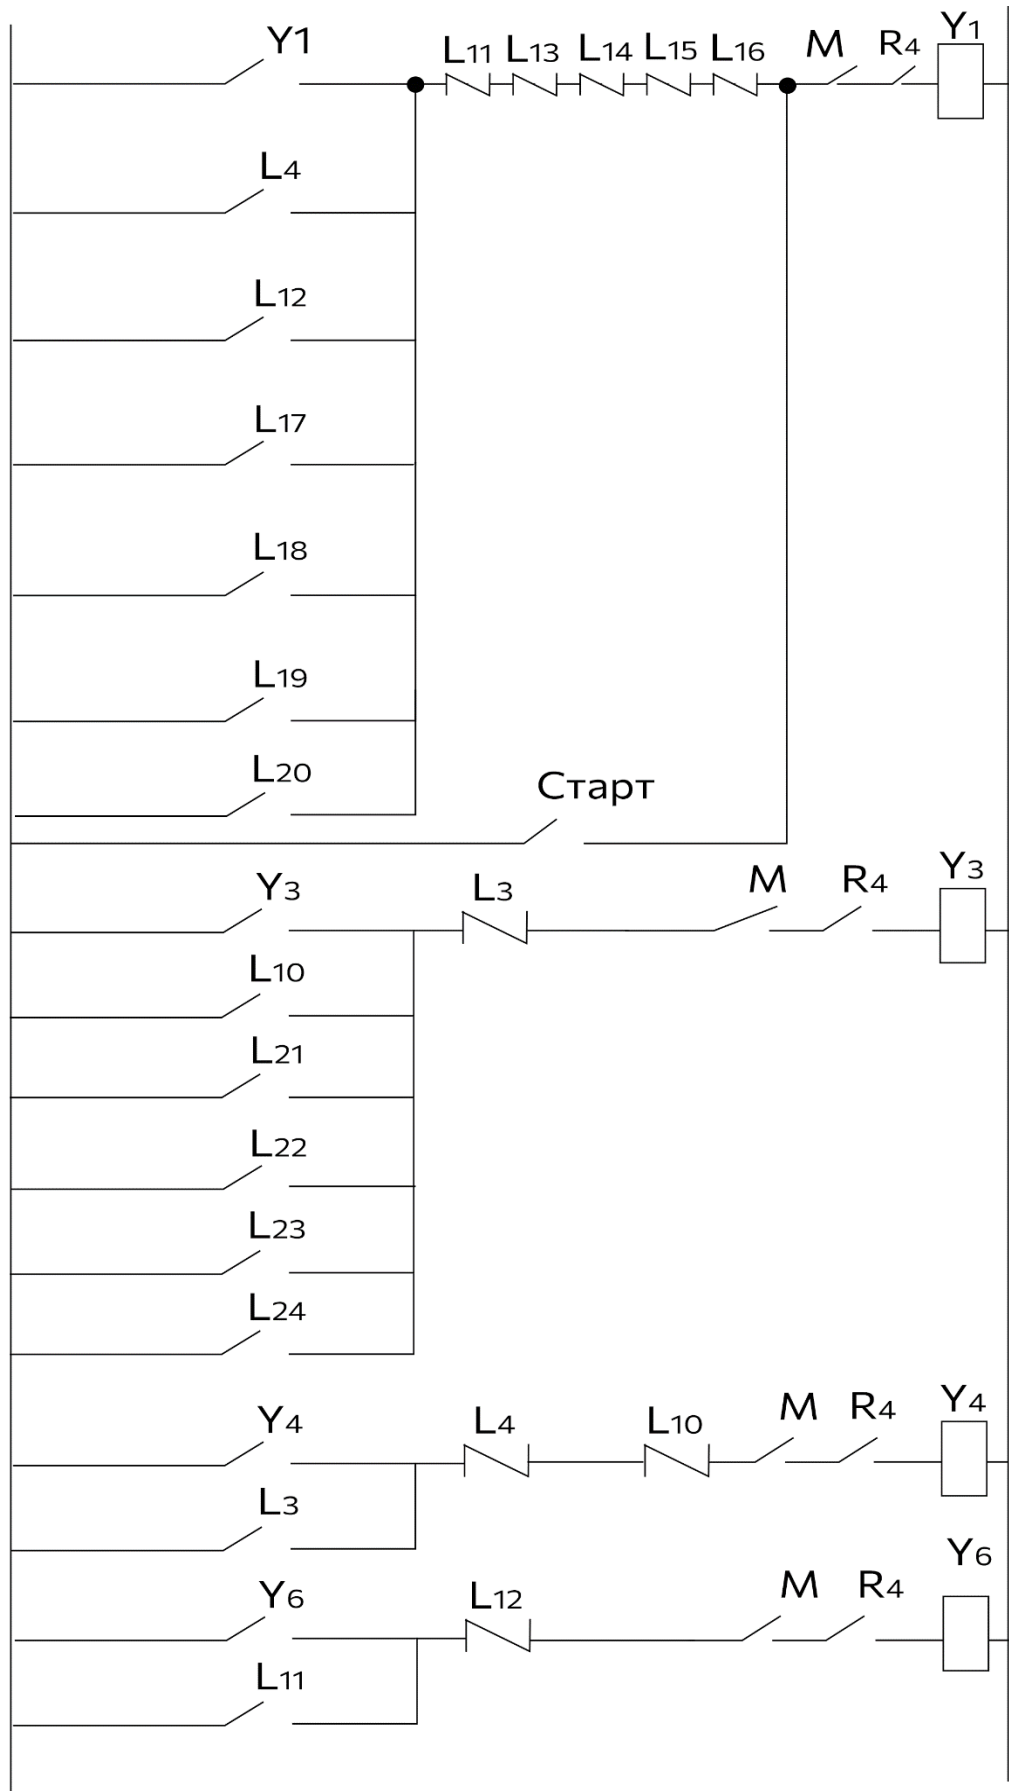 Y1 L11 L13 L14 L15 L16 M R4 Y1
L4
L12
L17
L18
L19
L20
Старт
Y3 L3 M R4 Y3
L10
L21
L22
L23
L24
Y4 L4 L10 M R4 Y4
L3
Y6 L12 M R4 Y6
L11